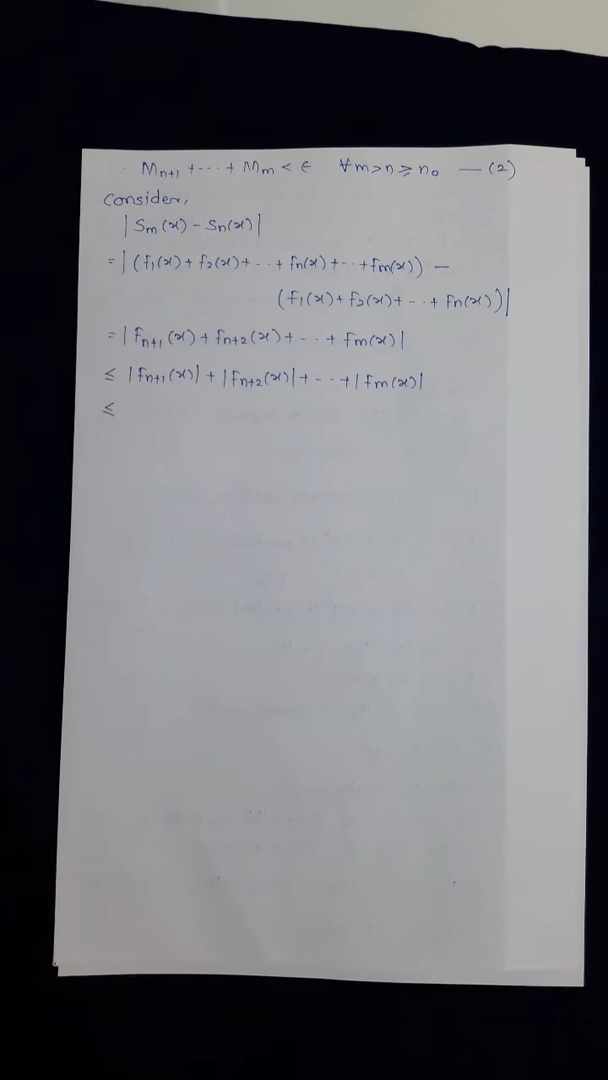 ∴ Mn+1 + --- + Mm < ϵ ∀m>n≥n₀ — (2)
Consider,
|Sm(x) - Sn(x)|
= |(f1(x) + f2(x) + -- + fn(x) + -- + fm(x)) —
(f1(x) + f2(x) + -- + fn(x))|
= |fn+1(x) + fn+2(x) + -- + fm(x)|
≤ |fn+1(x)| + |fn+2(x)| + -- + |fm(x)|
≤